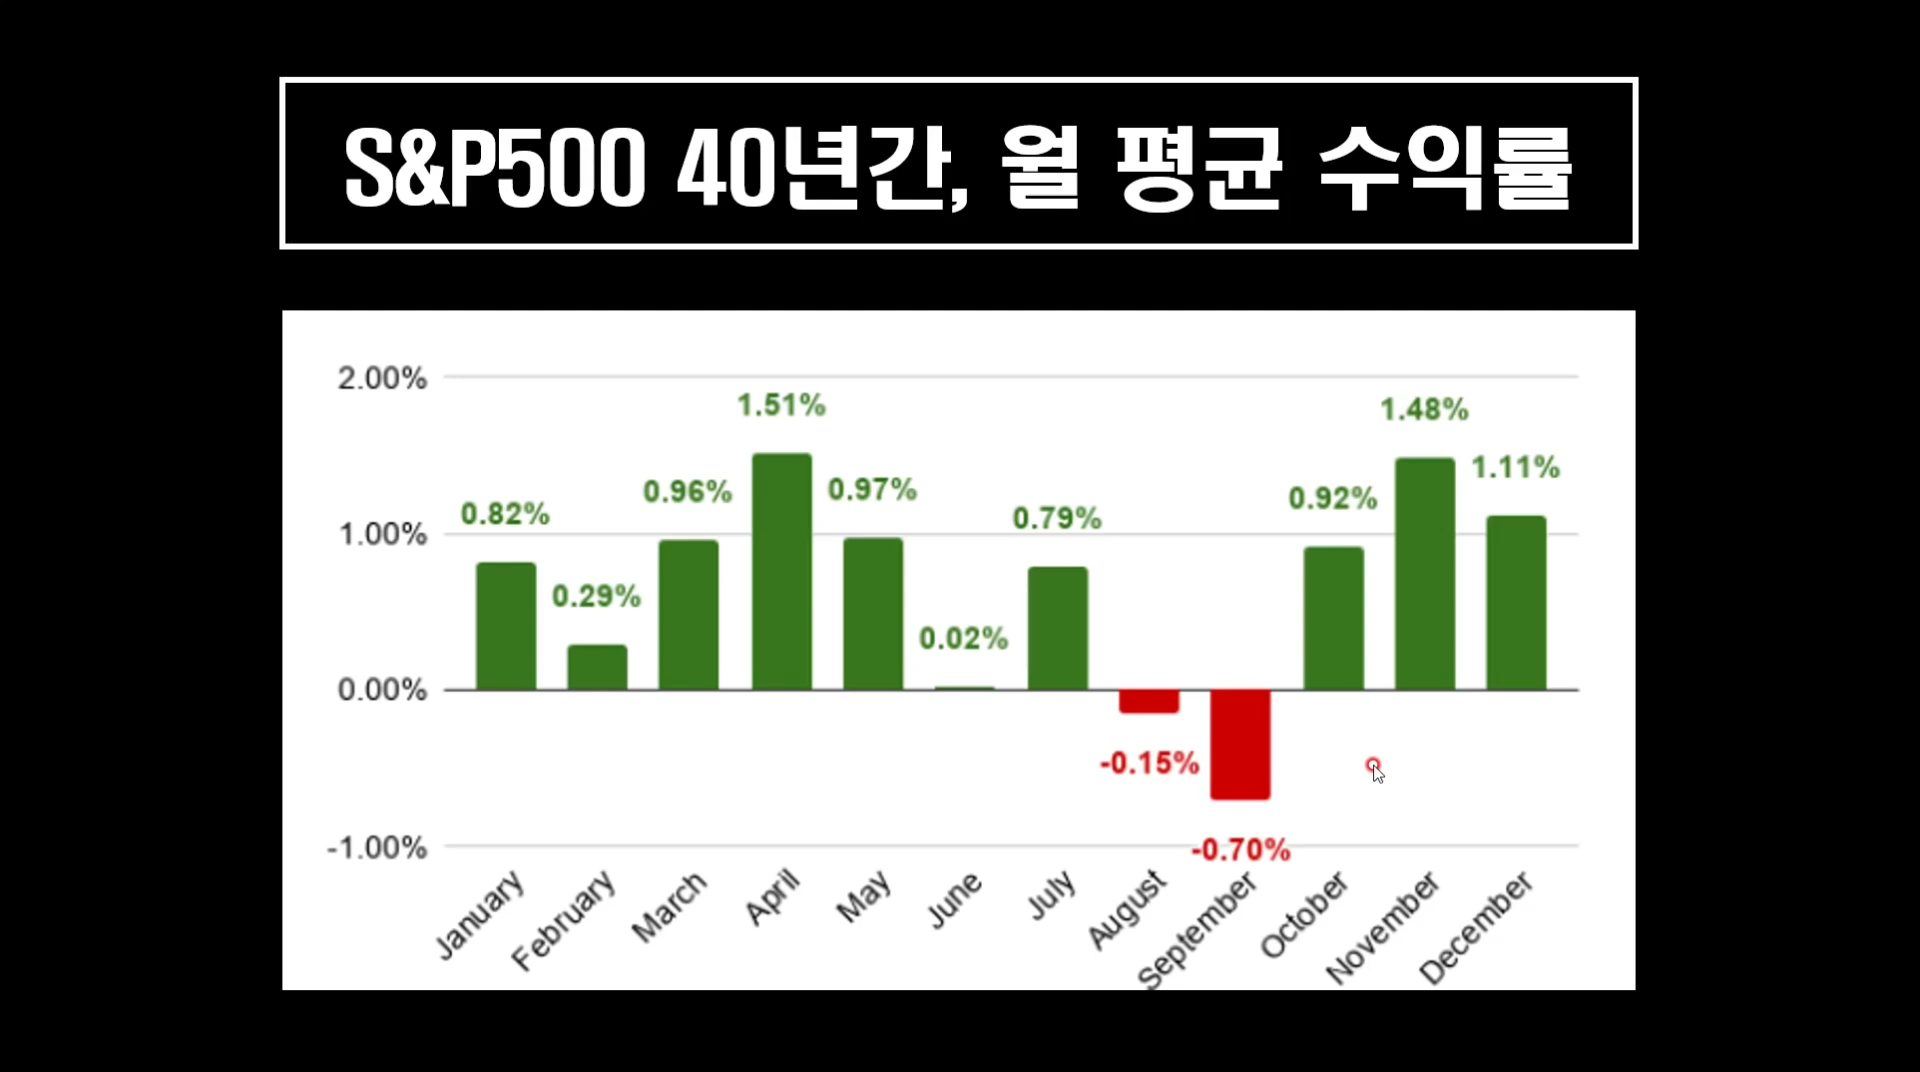 S&P500 40년간, 월 평균 수익률
2.00%
1.00%
0.00%
-1.00%
0.82%
0.29%
0.96%
1.51%
0.97%
0.02%
0.79%
-0.15%
-0.70%
0.92%
1.48%
1.11%
January
February
March
April
May
June
July
August
September
October
November
December